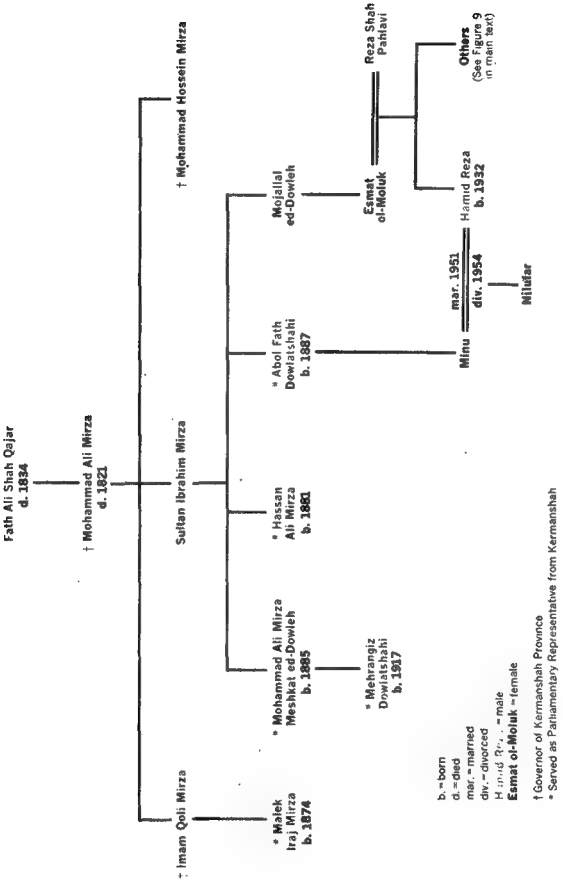 Fath Ali Shah Qajar
d. 1834
† Mohammad Ali Mirza
d. 1821
† Imam Qoli Mirza
Sultan Ibrahim Mirza
† Mohammad Hossein Mirza
* Malek
Iraj Mirza
b. 1874
* Mohammad Ali Mirza
Meshkat ed-Dowleh
b. 1885
* Hassan
Ali Mirza
b. 1881
* Abol Fath
Dowlatshahi
b. 1887
Mojallal
ed-Dowleh
* Mehrangiz
Dowlatshahi
b. 1917
Esmat
ol-Moluk
Reza Shah
Pahlavi
Minu
mar. 1951
div. 1954
Hamid Reza
b. 1932
Others
(See Figure 9
in main text)
Nilufar
b. = born
d. = died
mar. = married
div. = divorced
= male
Esmat ol-Moluk = female
† Governor of Kermanshah Province
* Served as Parliamentary Representative from Kermanshah